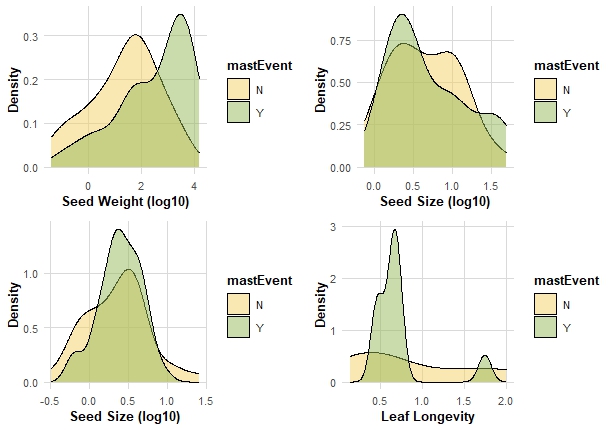 0.3
0.2
0.1
0.0
Density
0 2 4
Seed Weight (log10)
mastEvent
N
Y
0.75
0.50
0.25
0.00
Density
0.0 0.5 1.0 1.5
Seed Size (log10)
mastEvent
N
Y
1.0
0.5
0.0
Density
-0.5 0.0 0.5 1.0 1.5
Seed Size (log10)
mastEvent
N
Y
3
2
1
0
Density
0.5 1.0 1.5 2.0
Leaf Longevity
mastEvent
N
Y